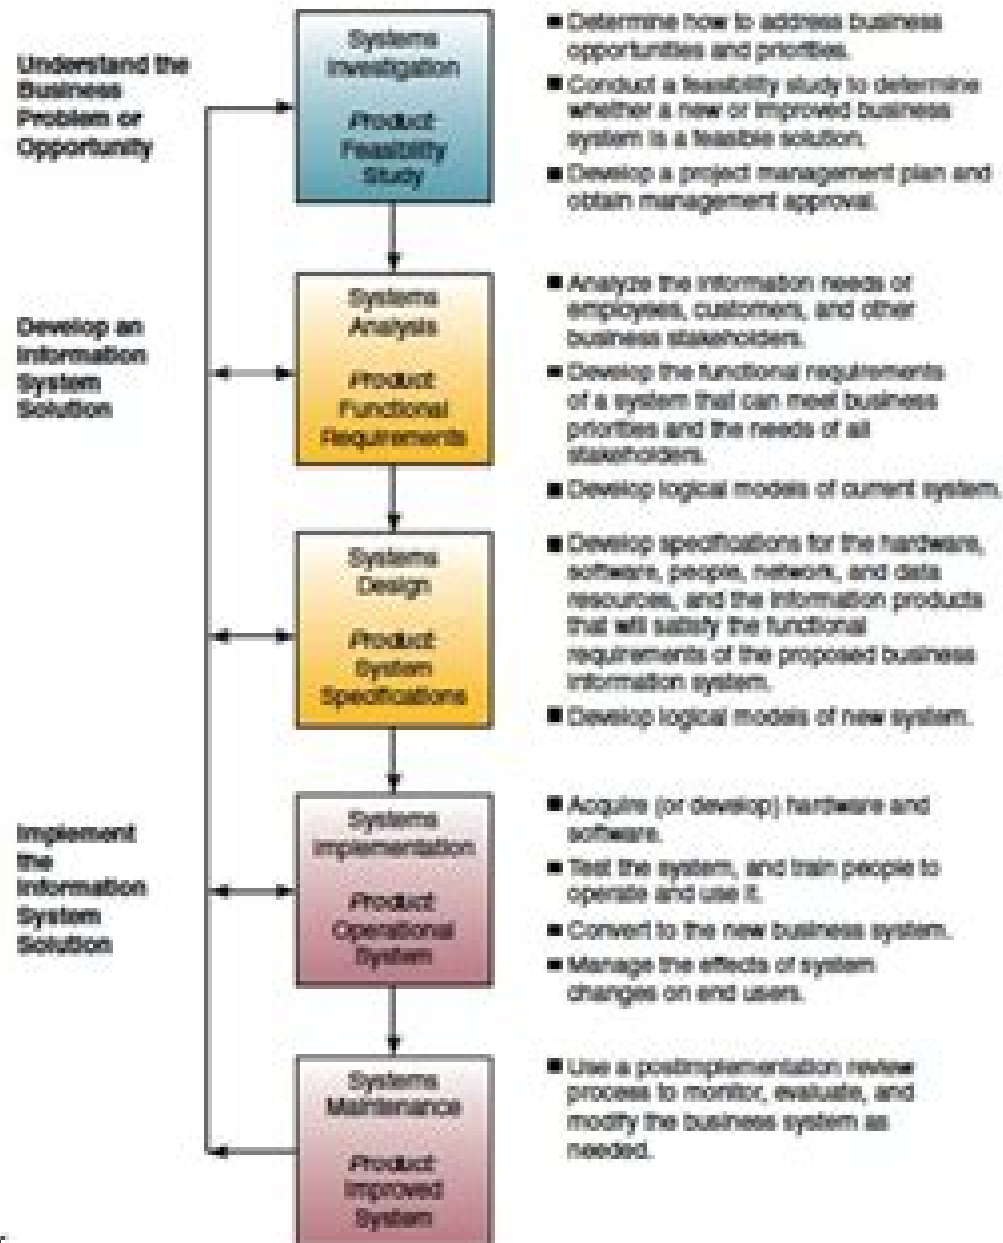 Understand the
Business
Problem or
Opportunity
Systems
Investigation
Product:
Feasibility
Study
■ Determine how to address business
opportunities and priorities.
■ Conduct a feasibility study to determine
whether a new or improved business
system is a feasible solution.
■ Develop a project management plan and
obtain management approval.
Develop an
Information
System
Solution
Systems
Analysis
Product:
Functional
Requirements
■ Analyze the information needs of
employees, customers, and other
business stakeholders.
■ Develop the functional requirements
of a system that can meet business
priorities and the needs of all
stakeholders.
■ Develop logical models of current system.
Systems
Design
Product:
System
Specifications
■ Develop specifications for the hardware,
software, people, network, and data
resources, and the information products
that will satisfy the functional
requirements of the proposed business
information system.
■ Develop logical models of new system.
Implement
the
Information
System
Solution
Systems
Implementation
Product:
Operational
System
■ Acquire (or develop) hardware and
software.
■ Test the system, and train people to
operate and use it.
■ Convert to the new business system.
■ Manage the effects of system
changes on end users.
Systems
Maintenance
Product:
Improved
System
■ Use a postimplementation review
process to monitor, evaluate, and
modify the business system as
needed.